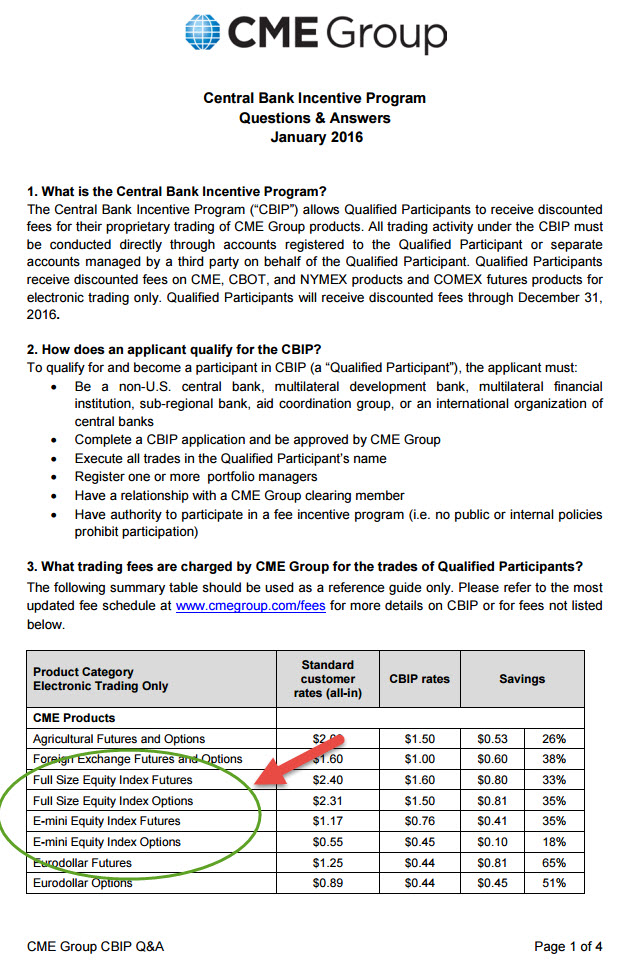 CME Group
Central Bank Incentive Program
Questions & Answers
January 2016
1. What is the Central Bank Incentive Program?
The Central Bank Incentive Program (“CBIP”) allows Qualified Participants to receive discounted
fees for their proprietary trading of CME Group products. All trading activity under the CBIP must
be conducted directly through accounts registered to the Qualified Participant or separate
accounts managed by a third party on behalf of the Qualified Participant. Qualified Participants
receive discounted fees on CME, CBOT, and NYMEX products and COMEX futures products for
electronic trading only. Qualified Participants will receive discounted fees through December 31,
2016.
2. How does an applicant qualify for the CBIP?
To qualify for and become a participant in CBIP (a “Qualified Participant”), the applicant must:
• Be a non-U.S. central bank, multilateral development bank, multilateral financial
institution, sub-regional bank, aid coordination group, or an international organization of
central banks
• Complete a CBIP application and be approved by CME Group
• Execute all trades in the Qualified Participant’s name
• Register one or more portfolio managers
• Have a relationship with a CME Group clearing member
• Have authority to participate in a fee incentive program (i.e. no public or internal policies
prohibit participation)
3. What trading fees are charged by CME Group for the trades of Qualified Participants?
The following summary table should be used as a reference guide only. Please refer to the most
updated fee schedule at www.cmegroup.com/fees for more details on CBIP or for fees not listed
below.
Product Category
Electronic Trading Only
Standard
customer
rates (all-in)
CBIP rates
Savings
CME Products
Agricultural Futures and Options $1.50 $0.53 26%
Foreign Exchange Futures and Options $1.60 $1.00 $0.60 38%
Full Size Equity Index Futures $2.40 $1.60 $0.80 33%
Full Size Equity Index Options $2.31 $1.50 $0.81 35%
E-mini Equity Index Futures $1.17 $0.76 $0.41 35%
E-mini Equity Index Options $0.55 $0.45 $0.10 18%
Eurodollar Futures $1.25 $0.44 $0.81 65%
Eurodollar Options $0.89 $0.44 $0.45 51%
CME Group CBIP Q&A
Page 1 of 4